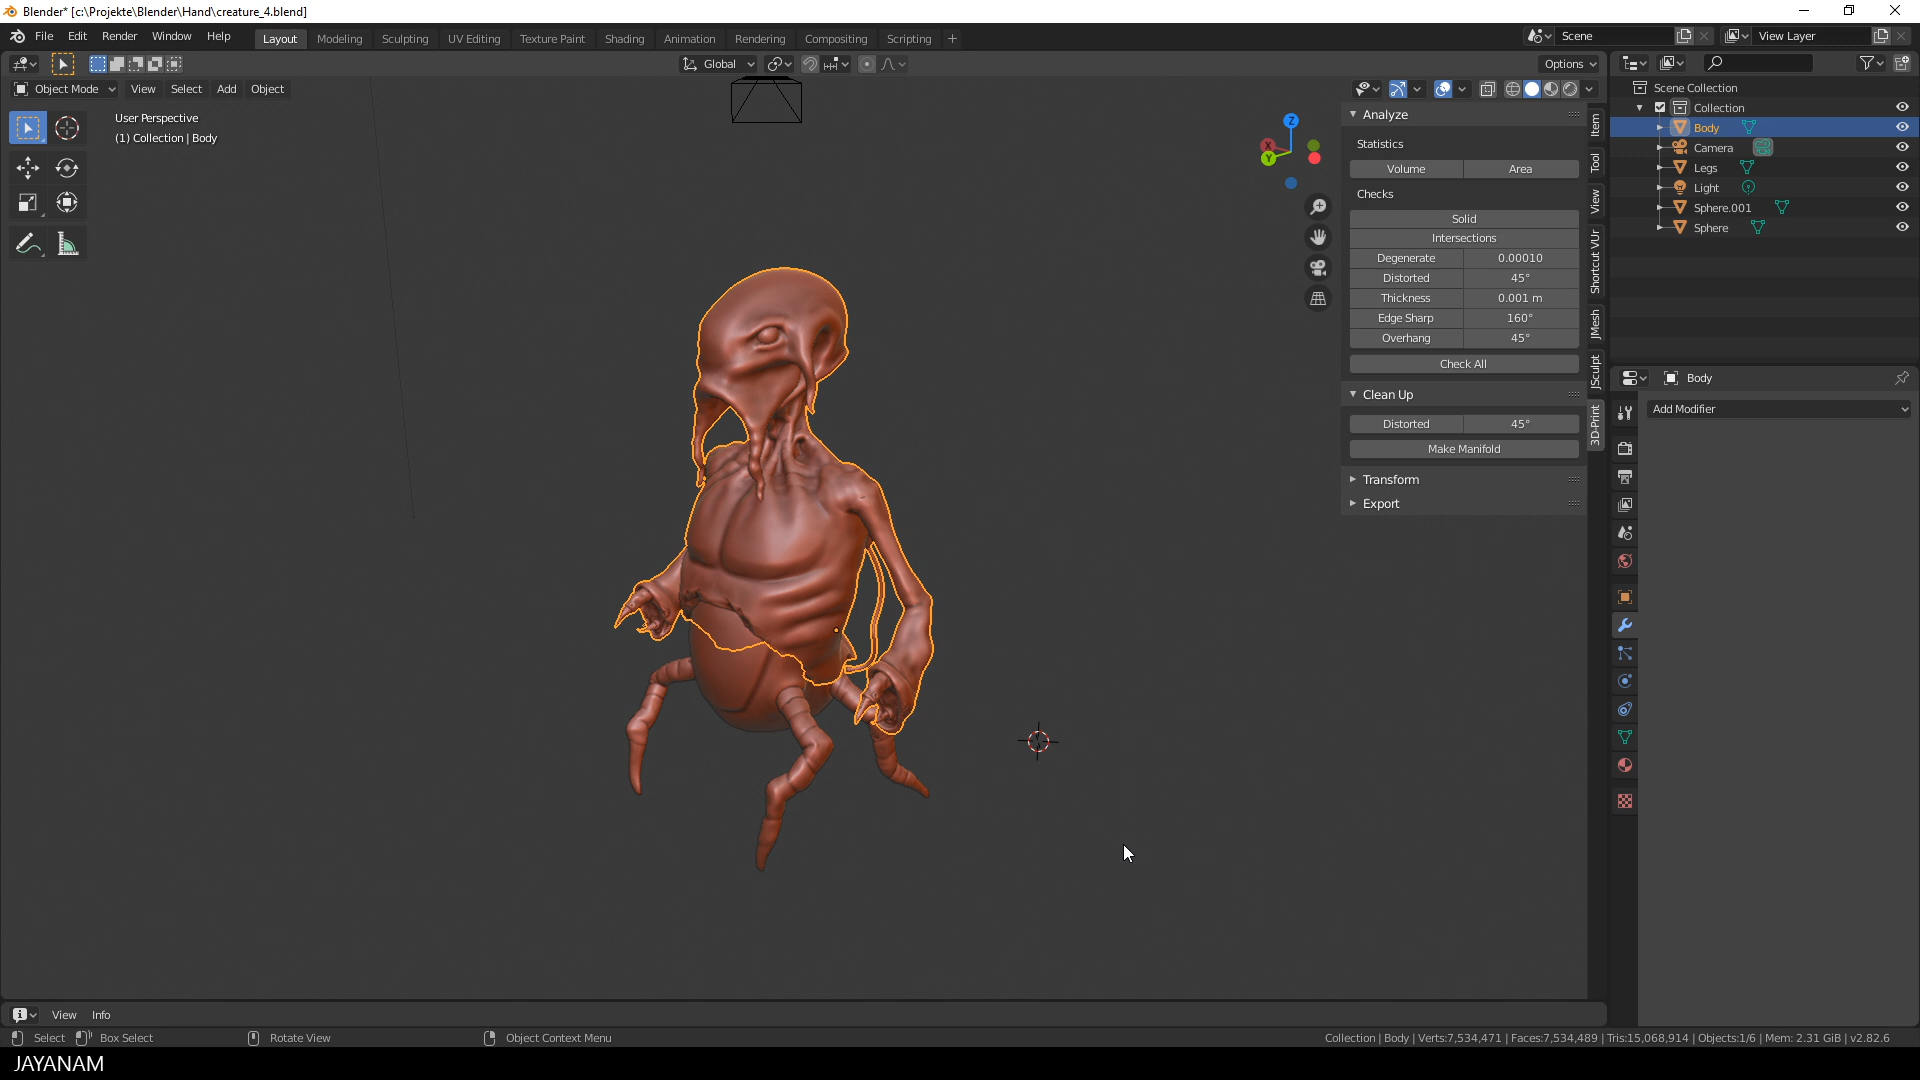 Blender* [c:\Projekte\Blender\Hand\creature_4.blend]
File Edit Render Window Help Layout Modeling Sculpting UV Editing Texture Paint Shading Animation Rendering Compositing Scripting + Scene View Layer
Global Options
Object Mode View Select Add Object
User Perspective
(1) Collection | Body
Z
X
Y
Analyze
Statistics
Volume Area
Checks
Solid
Intersections
Degenerate 0.00010
Distorted 45°
Thickness 0.001 m
Edge Sharp 160°
Overhang 45°
Check All
Clean Up
Distorted 45°
Make Manifold
Transform
Export
Item
Tool
View
Shortcut VUr
JMesh
JSculpt
3D-Print
Scene Collection
Collection
Body
Camera
Legs
Light
Sphere.001
Sphere
Body
Add Modifier
View Info
Select Box Select Rotate View Object Context Menu Collection | Body | Verts:7,534,471 | Faces:7,534,489 | Tris:15,068,914 | Objects:1/6 | Mem: 2.31 GiB | v2.82.6
JAYANAM